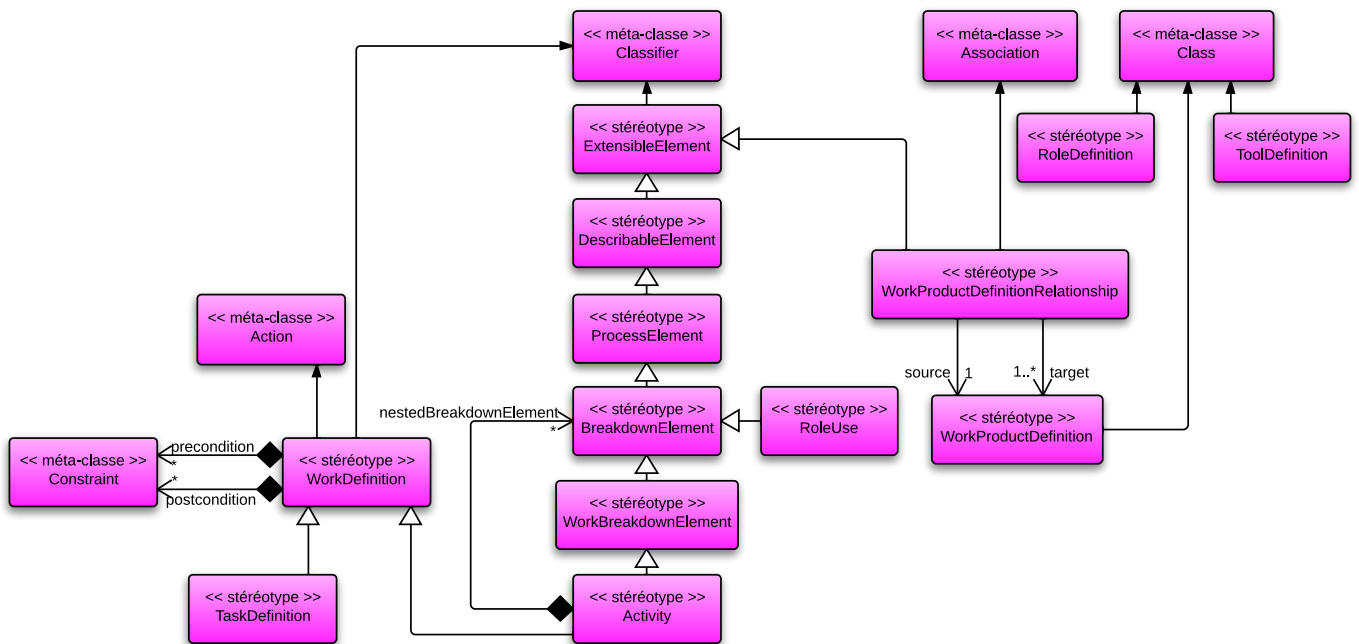 << méta-classe >>
Classifier
<< méta-classe >>
Association
<< méta-classe >>
Class
<< stéréotype >>
ExtensibleElement
<< stéréotype >>
RoleDefinition
<< stéréotype >>
ToolDefinition
<< stéréotype >>
DescribableElement
<< stéréotype >>
WorkProductDefinitionRelationship
<< méta-classe >>
Action
<< stéréotype >>
ProcessElement
source 1
1..* target
nestedBreakdownElement
*
<< stéréotype >>
BreakdownElement
<< stéréotype >>
RoleUse
<< stéréotype >>
WorkProductDefinition
<< méta-classe >>
Constraint
precondition
*
*
postcondition
<< stéréotype >>
WorkDefinition
<< stéréotype >>
WorkBreakdownElement
<< stéréotype >>
TaskDefinition
<< stéréotype >>
Activity